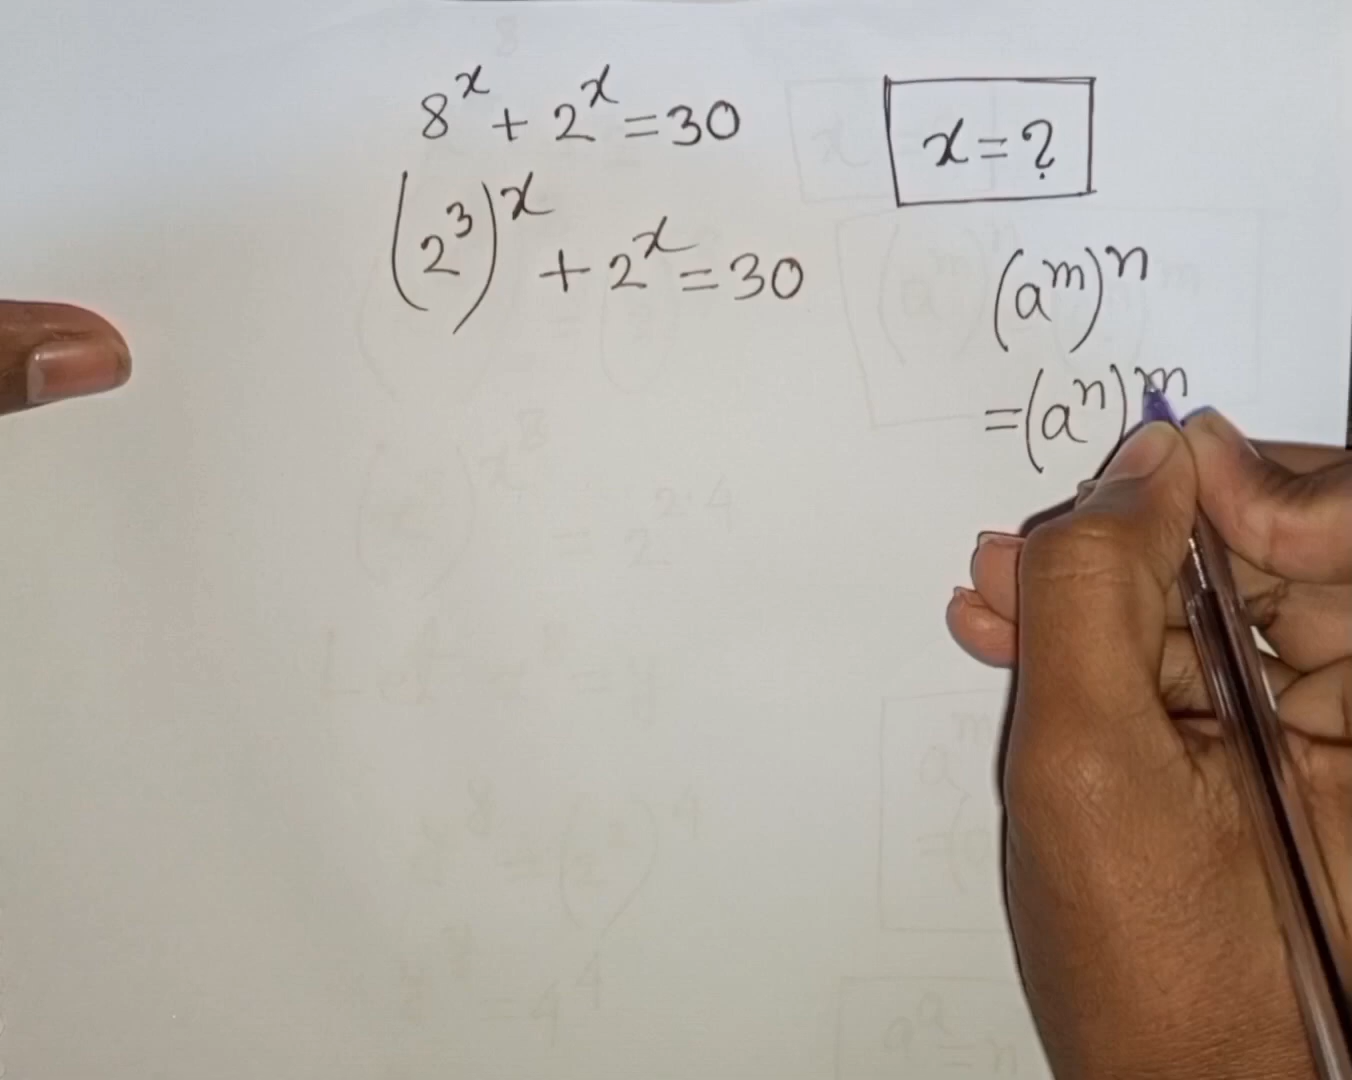 8^x + 2^x = 30
x = ?
(2^3)^x + 2^x = 30
(a^m)^n
= (a^n)^m